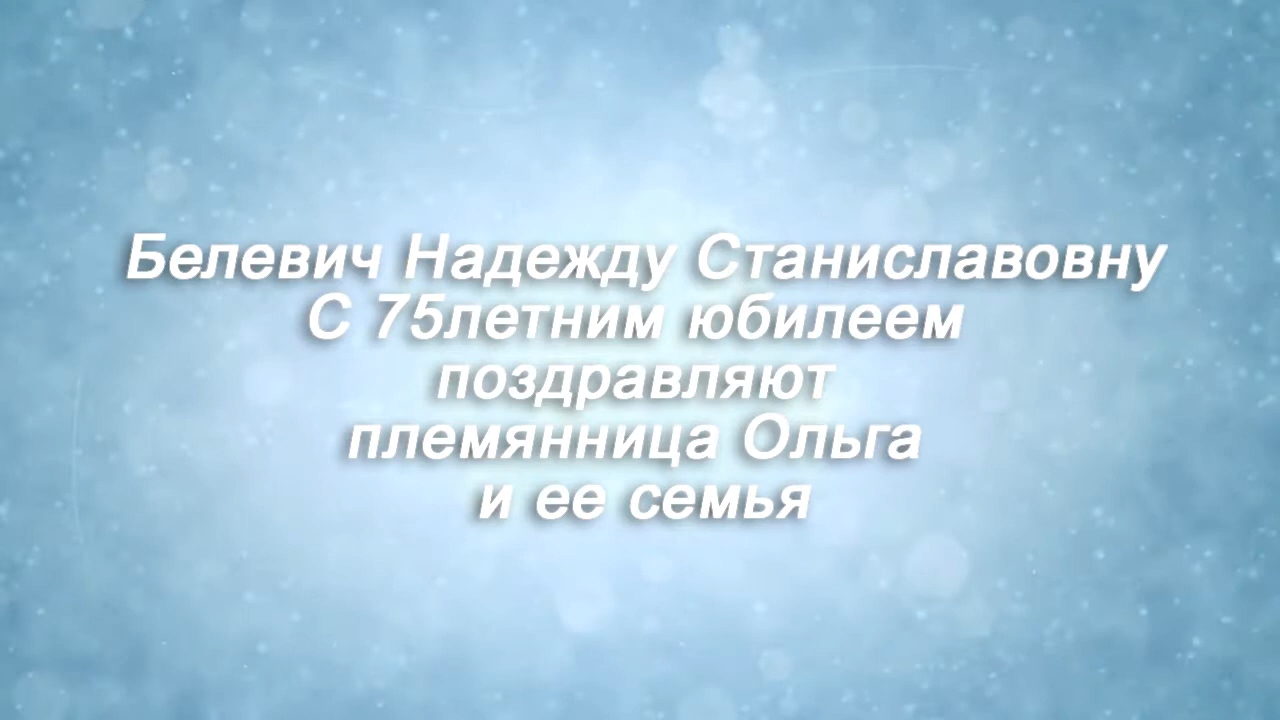 Белевич Надежду Станиславовну
С 75летним юбилеем
поздравляют
племянница Ольга
и ее семья